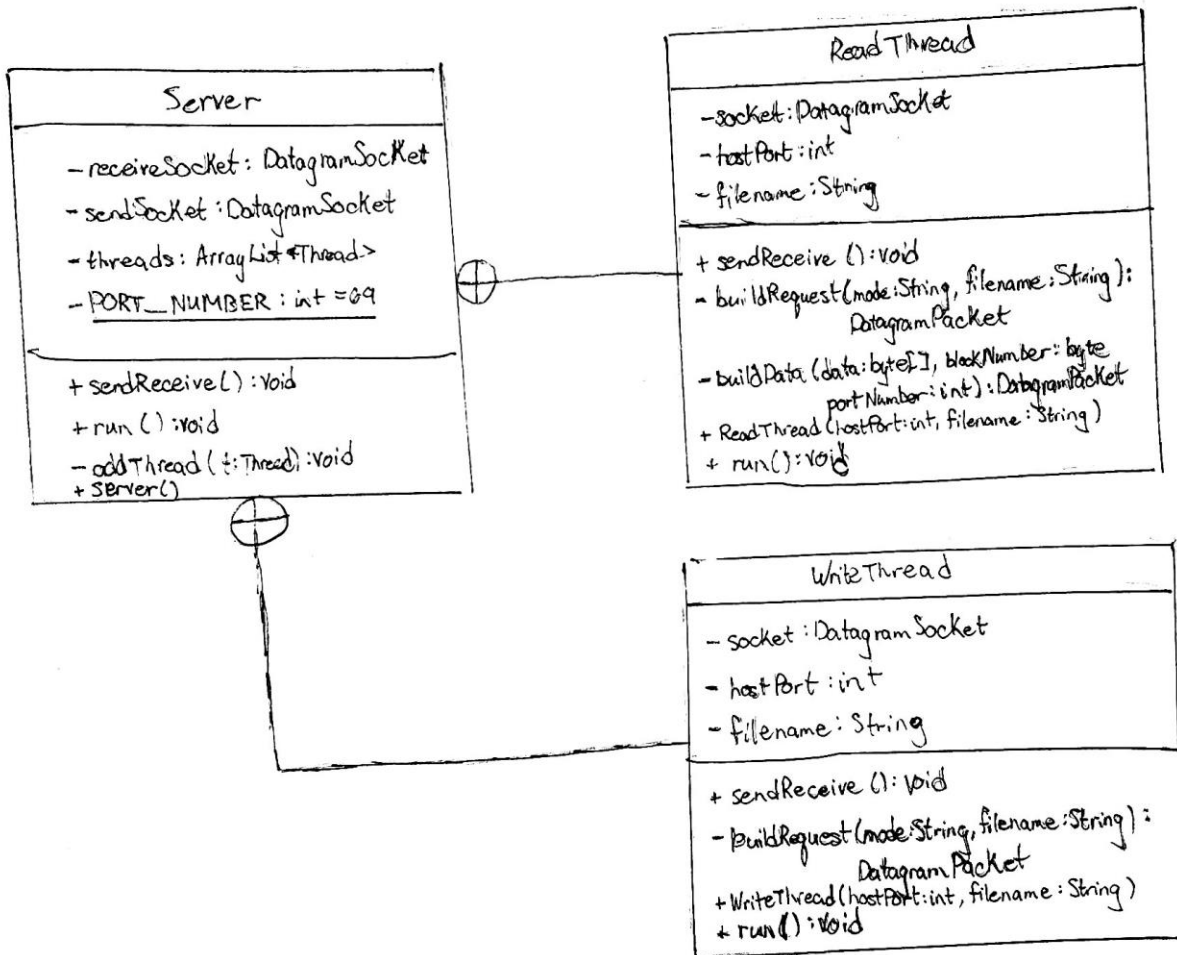 Server
- receiveSocket: DatagramSocket
- sendSocket: DatagramSocket
- threads: ArrayList<Thread>
- PORT_NUMBER: int = 69
+ sendReceive(): void
+ run(): void
- addThread(t: Thread): void
+ Server()
ReadThread
- socket: DatagramSocket
- hostPort: int
- filename: String
+ sendReceive(): void
- buildRequest(mode: String, filename: String):
DatagramPacket
- buildData(data: byte[], blockNumber: byte
portNumber: int): DatagramPacket
+ ReadThread(hostPort: int, filename: String)
+ run(): void
WriteThread
- socket: DatagramSocket
- hostPort: int
- filename: String
+ sendReceive(): void
- buildRequest(mode: String, filename: String):
DatagramPacket
+ WriteThread(hostPort: int, filename: String)
+ run(): void